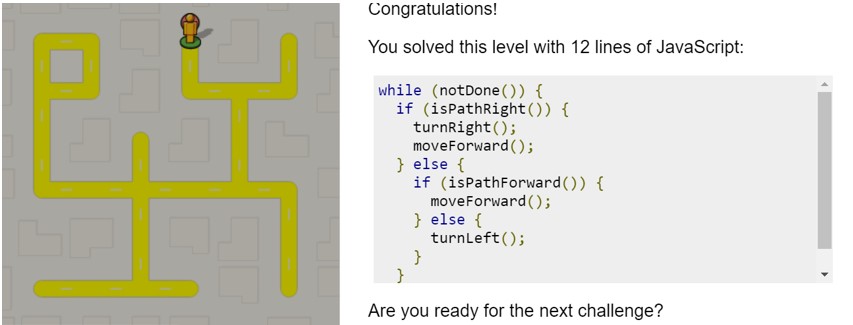 Congratulations!
You solved this level with 12 lines of JavaScript:
while (notDone()) {
  if (isPathRight()) {
    turnRight();
    moveForward();
  } else {
    if (isPathForward()) {
      moveForward();
    } else {
      turnLeft();
    }
  }
Are you ready for the next challenge?